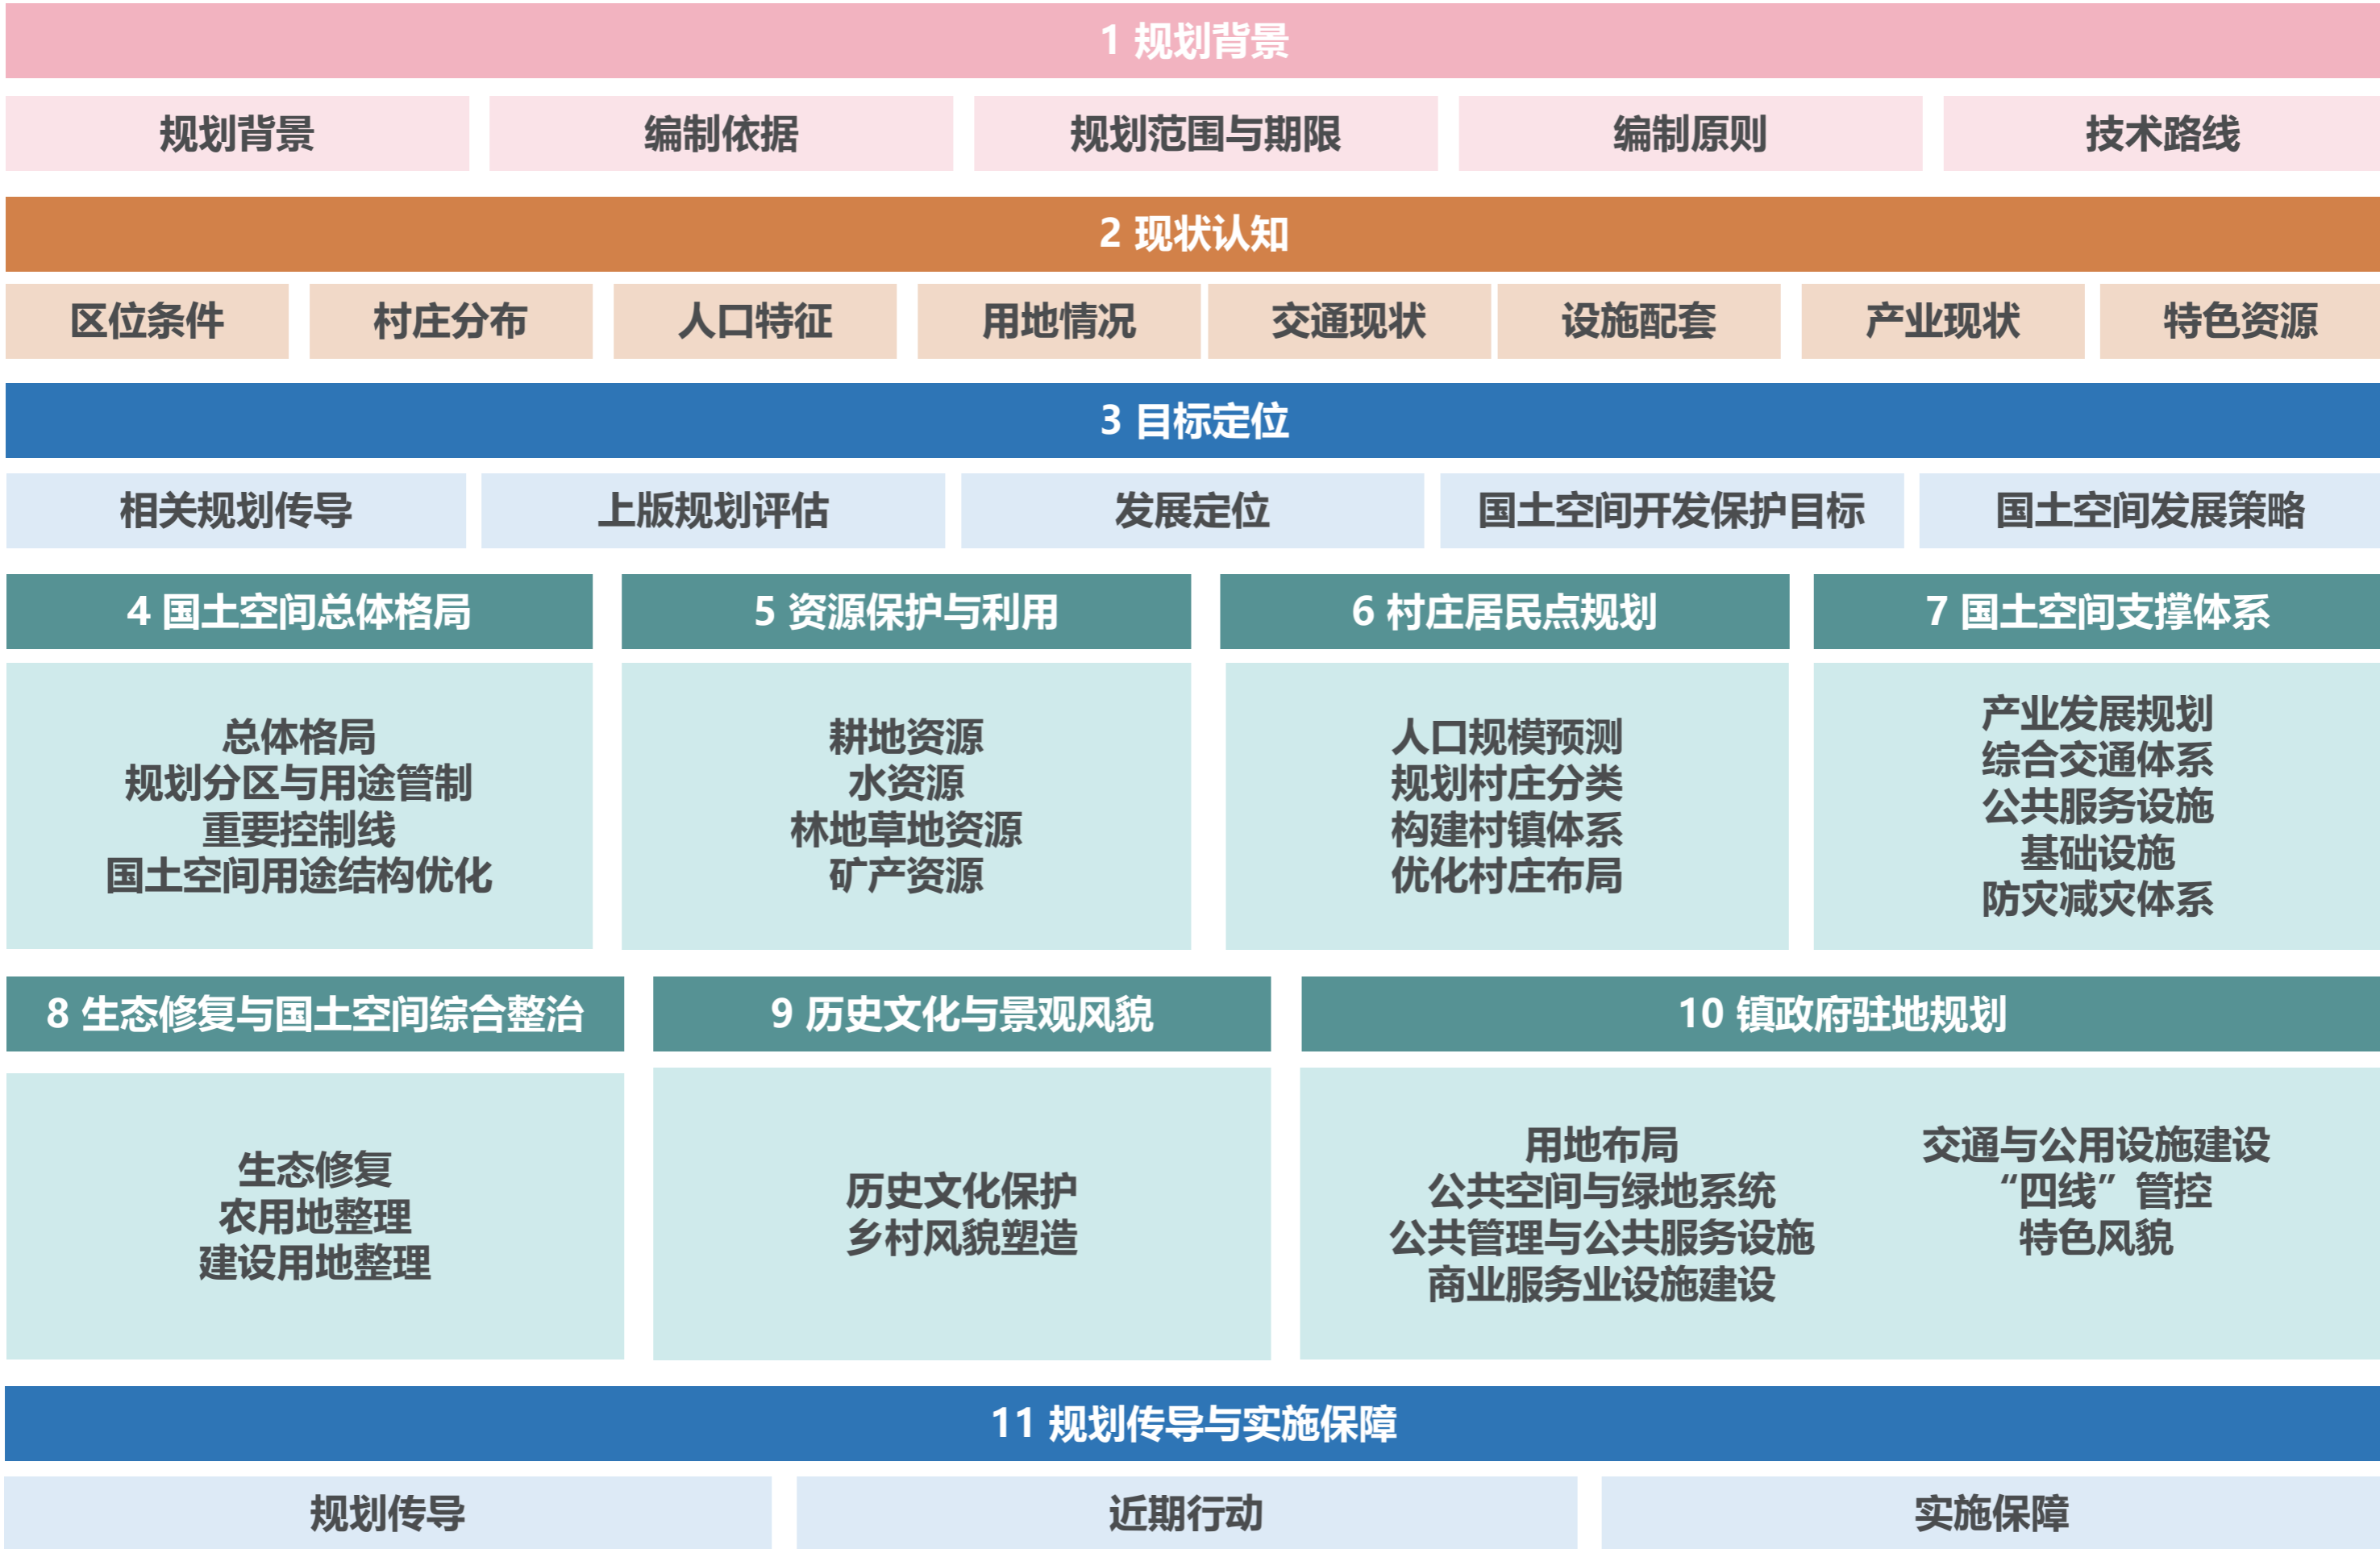 1 规划背景
规划背景
编制依据
规划范围与期限
编制原则
技术路线
2 现状认知
区位条件
村庄分布
人口特征
用地情况
交通现状
设施配套
产业现状
特色资源
3 目标定位
相关规划传导
上版规划评估
发展定位
国土空间开发保护目标
国土空间发展策略
4 国土空间总体格局
总体格局
规划分区与用途管制
重要控制线
国土空间用途结构优化
5 资源保护与利用
耕地资源
水资源
林地草地资源
矿产资源
6 村庄居民点规划
人口规模预测
规划村庄分类
构建村镇体系
优化村庄布局
7 国土空间支撑体系
产业发展规划
综合交通体系
公共服务设施
基础设施
防灾减灾体系
8 生态修复与国土空间综合整治
生态修复
农用地整理
建设用地整理
9 历史文化与景观风貌
历史文化保护
乡村风貌塑造
10 镇政府驻地规划
用地布局
公共空间与绿地系统
公共管理与公共服务设施
商业服务业设施建设
交通与公用设施建设
“四线”管控
特色风貌
11 规划传导与实施保障
规划传导
近期行动
实施保障